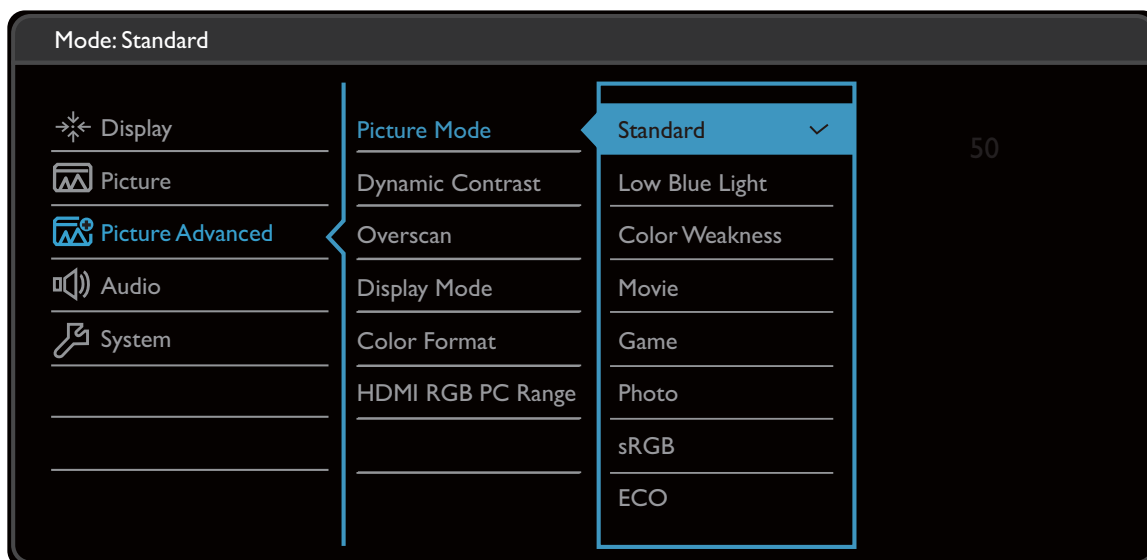 Mode: Standard
Display
Picture
Picture Advanced
Audio
System
Picture Mode
Dynamic Contrast
Overscan
Display Mode
Color Format
HDMI RGB PC Range
Standard
Low Blue Light
Color Weakness
Movie
Game
Photo
sRGB
ECO
50